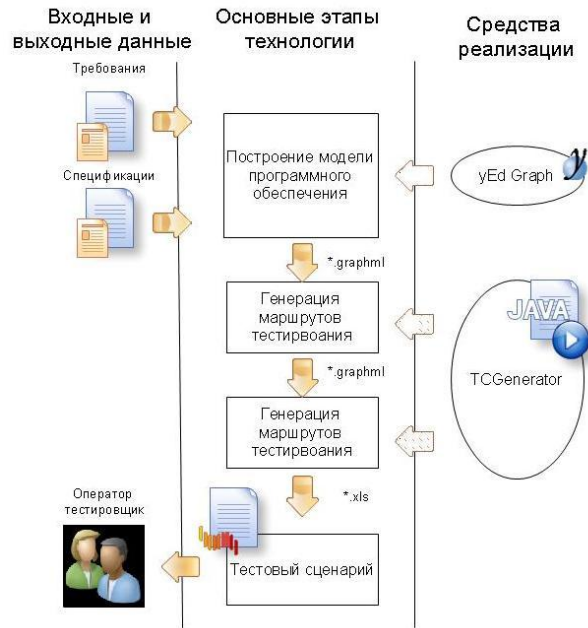 Входные и
выходные данные
Основные этапы
технологии
Средства
реализации
Требования
Построение модели
программного
обеспечения
yEd Graph
y
Спецификации
*.graphml
Генерация
маршрутов
тестирвоания
JAVA
TCGenerator
*.graphml
Генерация
маршрутов
тестирвоания
*.xls
Оператор
тестировщик
Тестовый сценарий